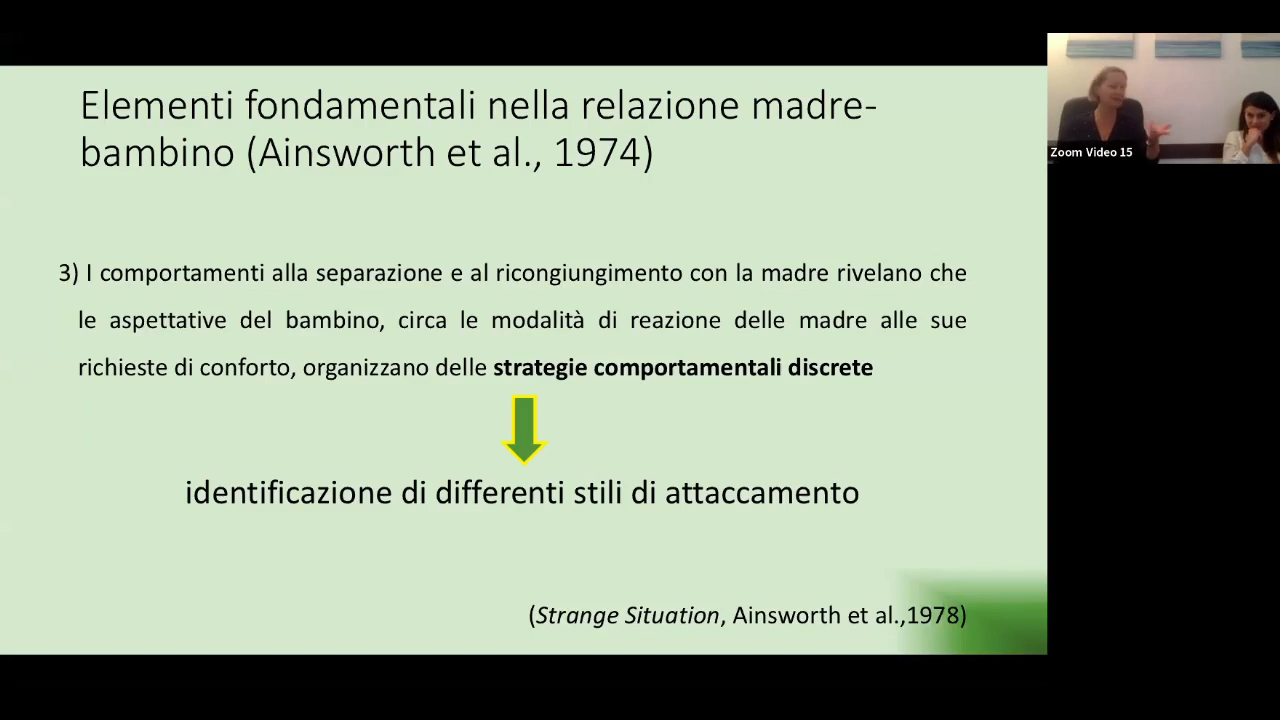 Elementi fondamentali nella relazione madre-
bambino (Ainsworth et al., 1974)
3) I comportamenti alla separazione e al ricongiungimento con la madre rivelano che
le aspettative del bambino, circa le modalità di reazione delle madre alle sue
richieste di conforto, organizzano delle strategie comportamentali discrete
identificazione di differenti stili di attaccamento
(Strange Situation, Ainsworth et al.,1978)
Zoom Video 15